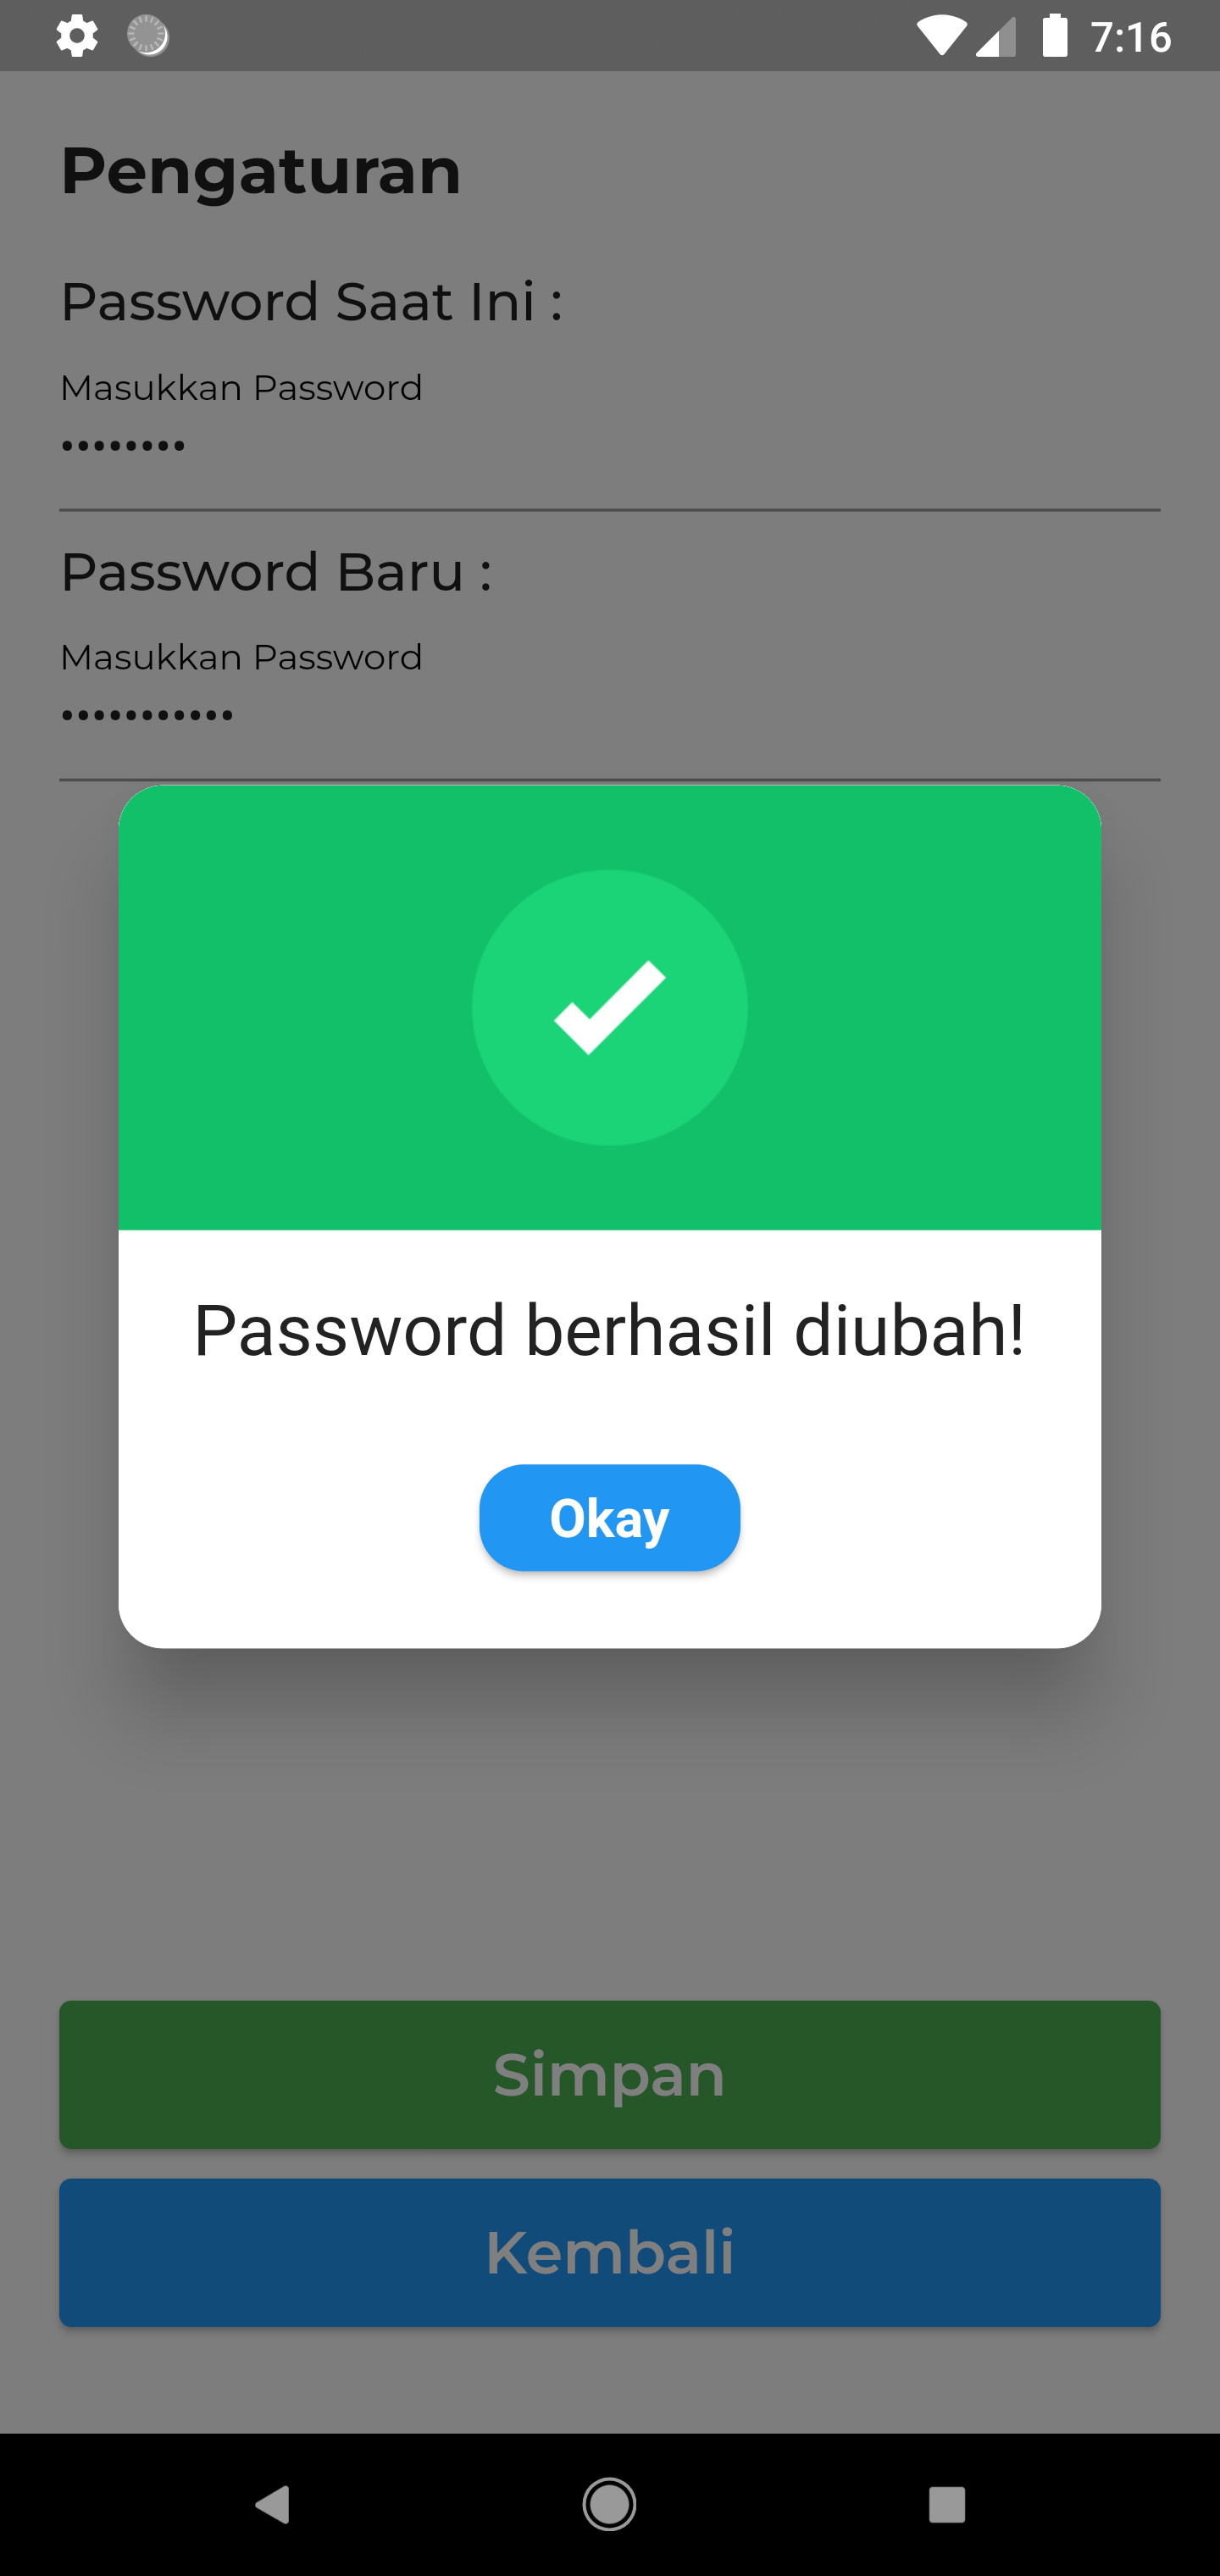 7:16
Pengaturan
Password Saat Ini :
Masukkan Password
••••••••
Password Baru :
Masukkan Password
•••••••••••
Password berhasil diubah!
Okay
Simpan
Kembali